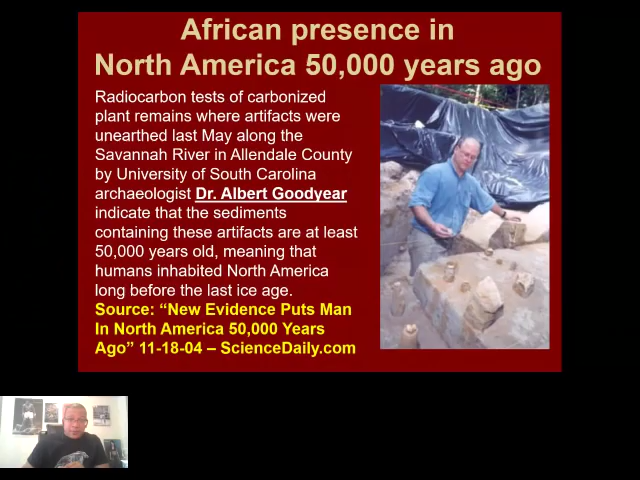 African presence in
North America 50,000 years ago
Radiocarbon tests of carbonized
plant remains where artifacts were
unearthed last May along the
Savannah River in Allendale County
by University of South Carolina
archaeologist Dr. Albert Goodyear
indicate that the sediments
containing these artifacts are at least
50,000 years old, meaning that
humans inhabited North America
long before the last ice age.
Source: “New Evidence Puts Man
In North America 50,000 Years
Ago” 11-18-04 – ScienceDaily.com